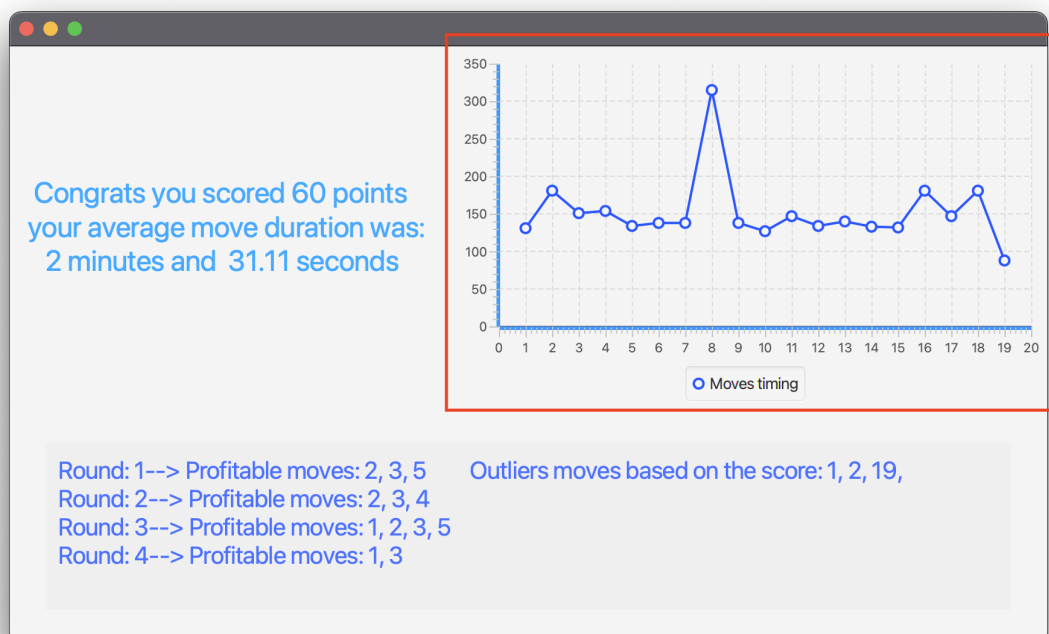 Congrats you scored 60 points
your average move duration was:
2 minutes and 31.11 seconds
350
300
250
200
150
100
50
0
0 1 2 3 4 5 6 7 8 9 10 11 12 13 14 15 16 17 18 19 20
Moves timing
Round: 1--> Profitable moves: 2, 3, 5
Round: 2--> Profitable moves: 2, 3, 4
Round: 3--> Profitable moves: 1, 2, 3, 5
Round: 4--> Profitable moves: 1, 3
Outliers moves based on the score: 1, 2, 19,